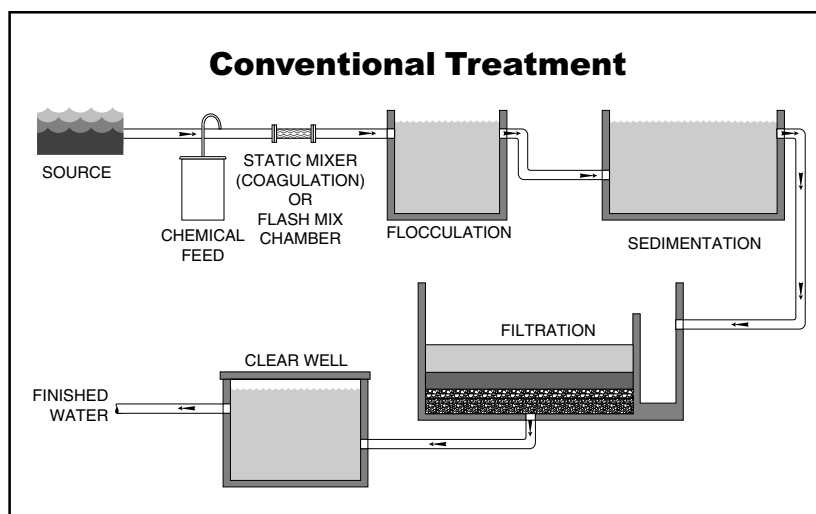 Conventional Treatment
SOURCE
CHEMICAL
FEED
STATIC MIXER
(COAGULATION)
OR
FLASH MIX
CHAMBER
FLOCCULATION
SEDIMENTATION
FILTRATION
CLEAR WELL
FINISHED
WATER